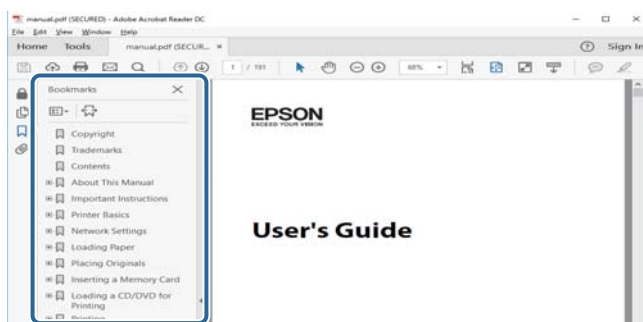 manual.pdf (SECURED) - Adobe Acrobat Reader DC
File Edit View Window Help
Home Tools manual.pdf (SECUR... ×
Sign In
1 / 191
68%
Bookmarks
Copyright
Trademarks
Contents
About This Manual
Important Instructions
Printer Basics
Network Settings
Loading Paper
Placing Originals
Inserting a Memory Card
Loading a CD/DVD for
Printing
Printing
EPSON
EXCEED YOUR VISION
User's Guide